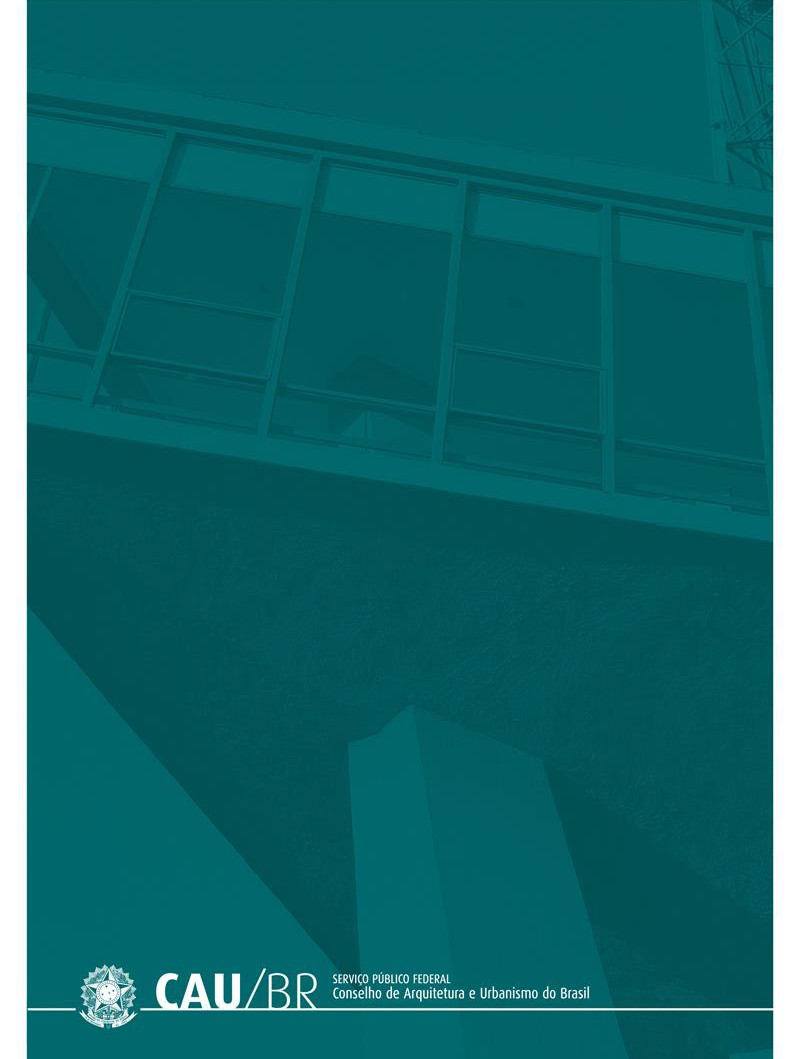 CAU/BR
SERVIÇO PÚBLICO FEDERAL
Conselho de Arquitetura e Urbanismo do Brasil